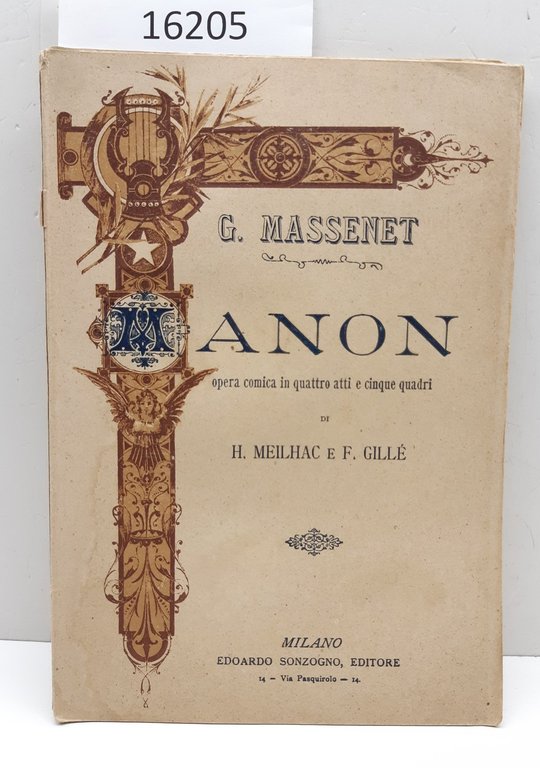 16205
G. MASSENET
MANON
opera comica in quattro atti e cinque quadri
DI
H. MEILHAC E F. GILLÉ
MILANO
EDOARDO SONZOGNO, EDITORE
14 — Via Pasquirolo — 14.